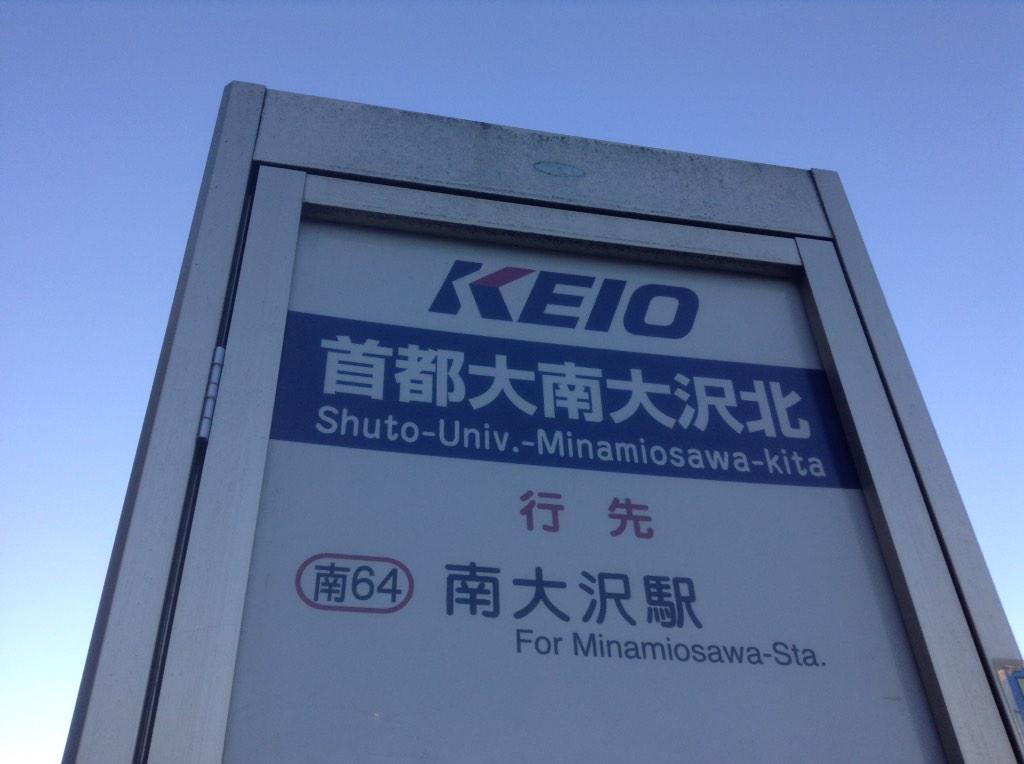 KEIO
首都大南大沢北
Shuto-Univ.-Minamiosawa-kita
行先
南64 南大沢駅
For Minamiosawa-Sta.